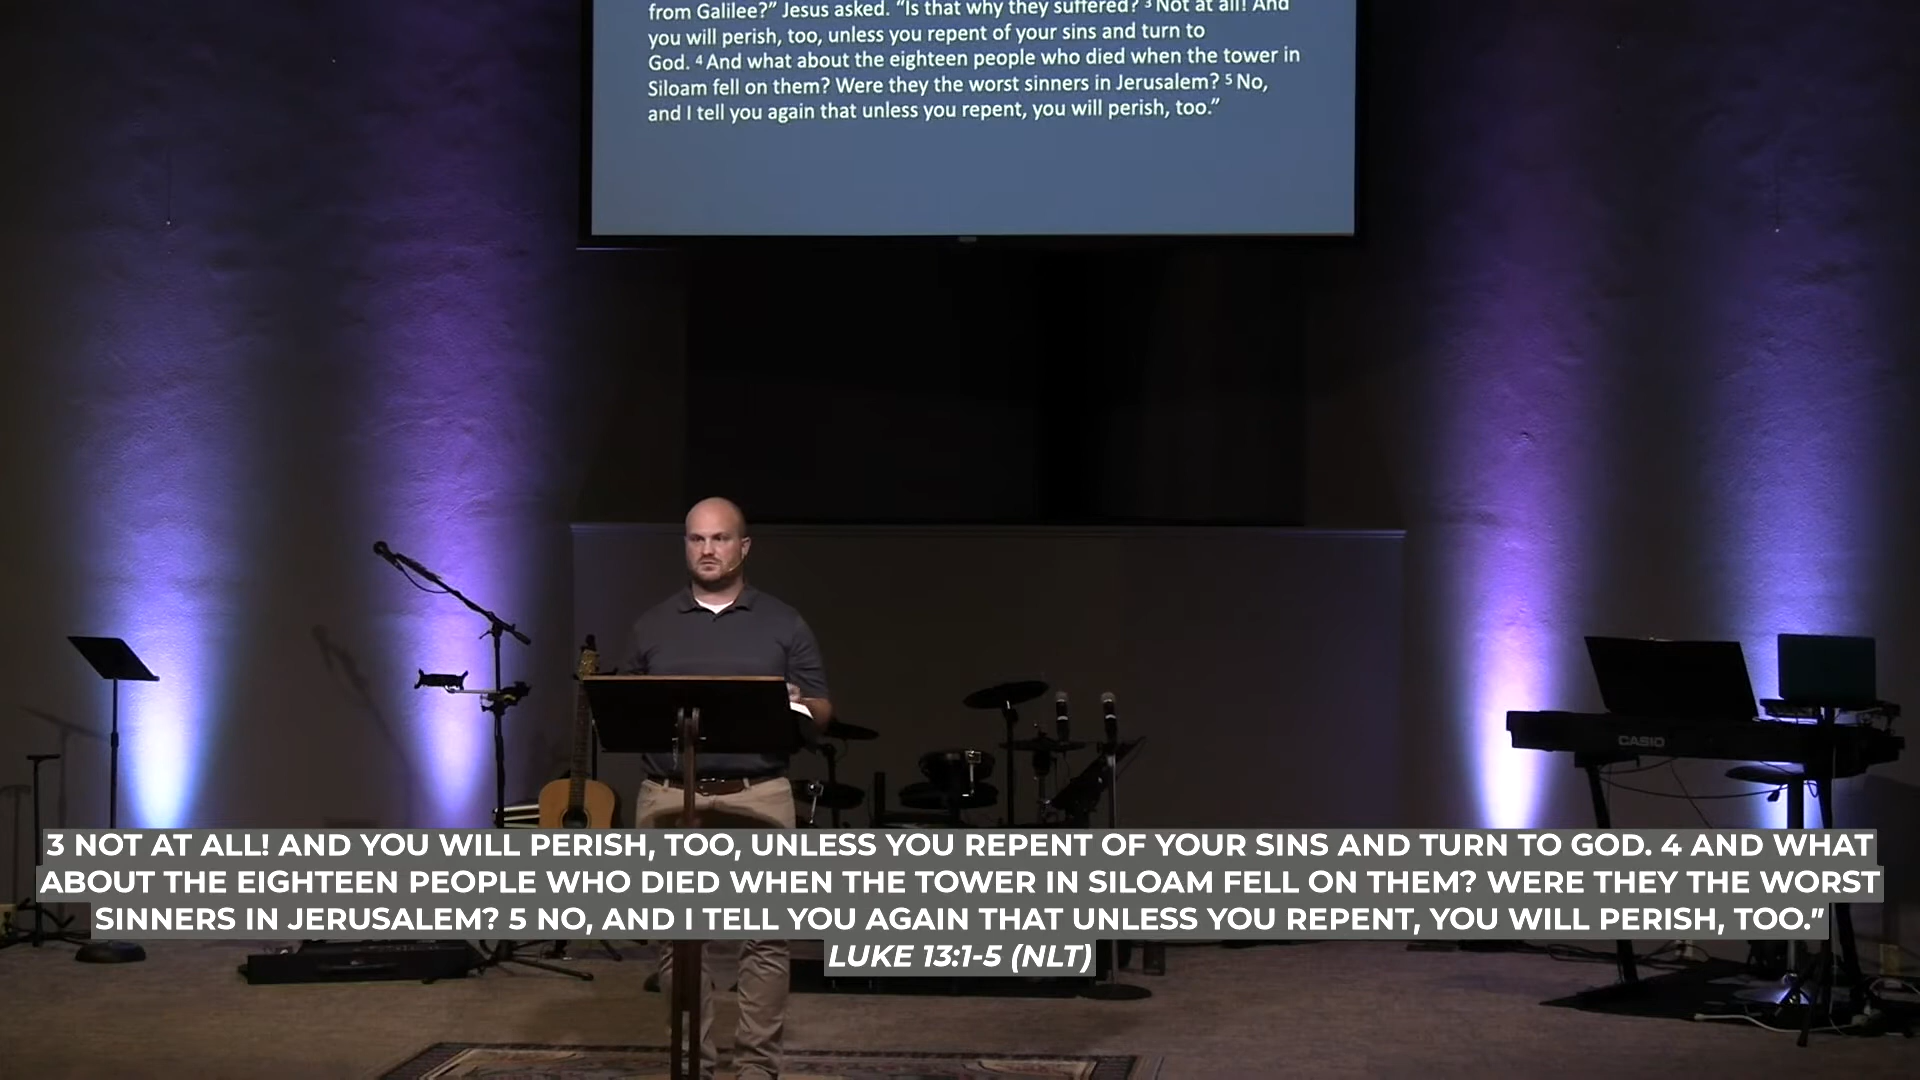 from Galilee?” Jesus asked. “Is that why they suffered? 3 Not at all! And
you will perish, too, unless you repent of your sins and turn to
God. 4 And what about the eighteen people who died when the tower in
Siloam fell on them? Were they the worst sinners in Jerusalem? 5 No,
and I tell you again that unless you repent, you will perish, too.”
CASIO
3 NOT AT ALL! AND YOU WILL PERISH, TOO, UNLESS YOU REPENT OF YOUR SINS AND TURN TO GOD. 4 AND WHAT
ABOUT THE EIGHTEEN PEOPLE WHO DIED WHEN THE TOWER IN SILOAM FELL ON THEM? WERE THEY THE WORST
SINNERS IN JERUSALEM? 5 NO, AND I TELL YOU AGAIN THAT UNLESS YOU REPENT, YOU WILL PERISH, TOO.”
LUKE 13:1-5 (NLT)